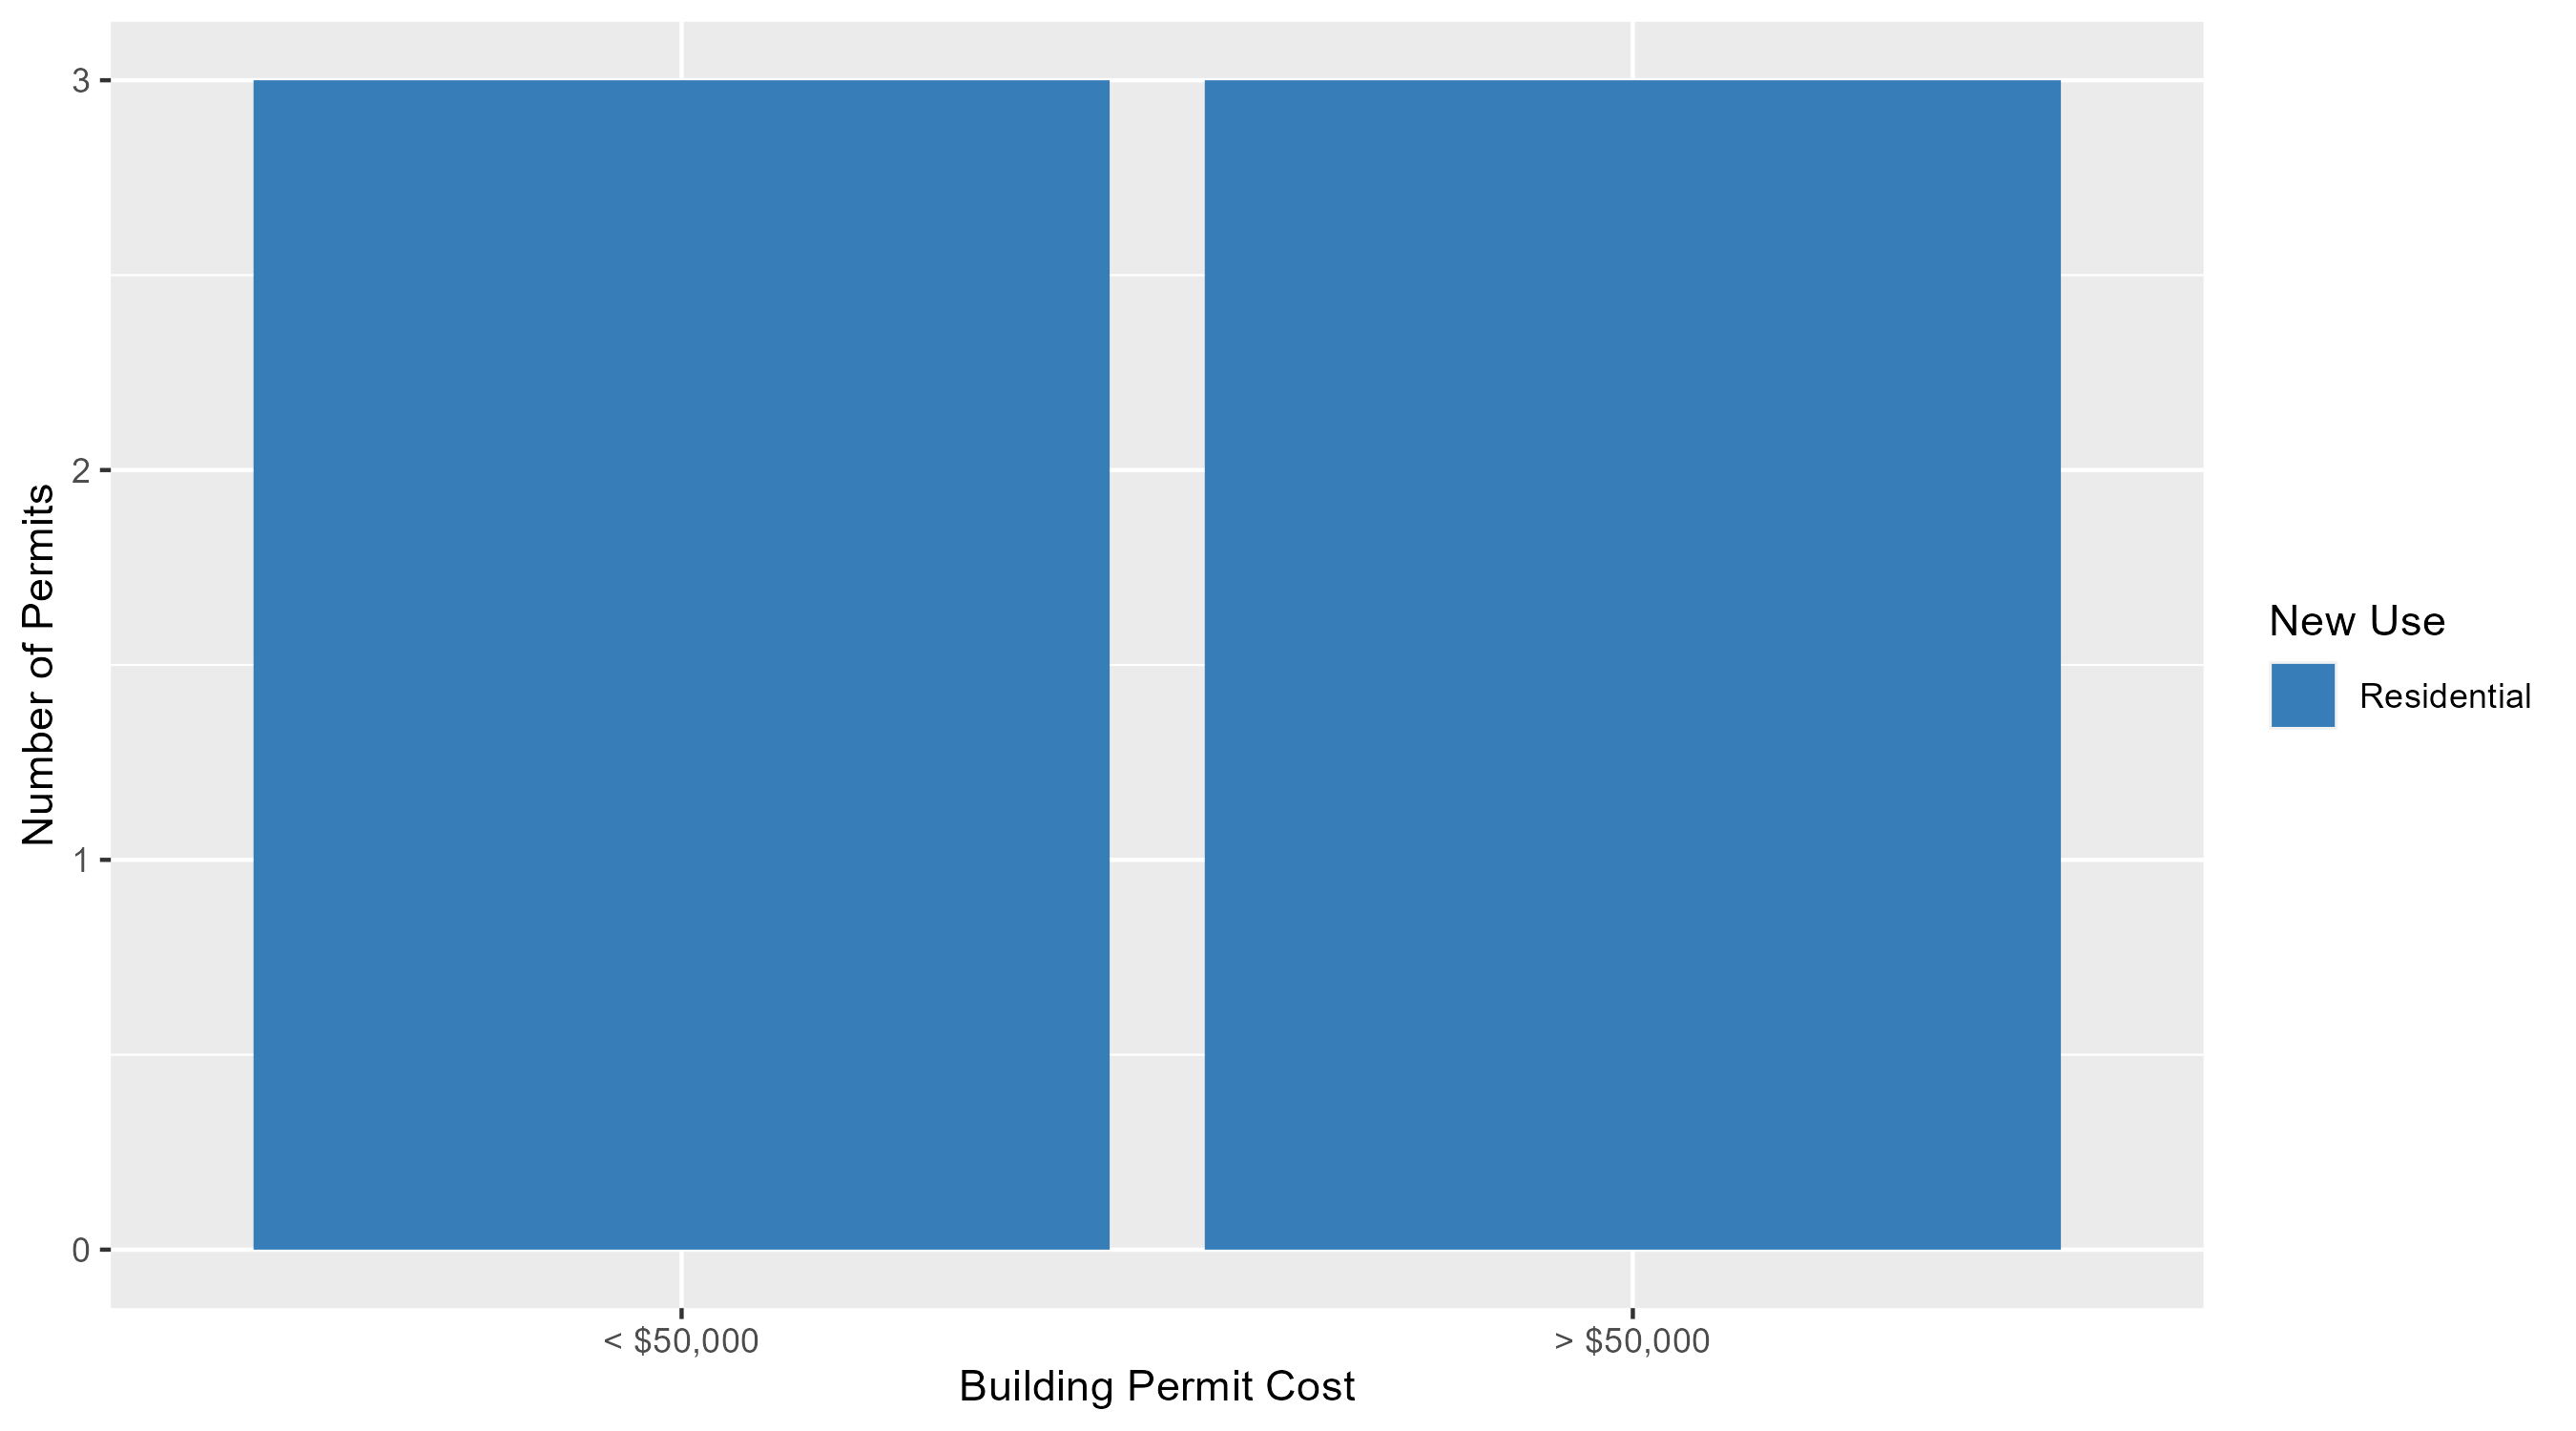 3
2
1
0
Number of Permits
< $50,000
> $50,000
Building Permit Cost
New Use
Residential